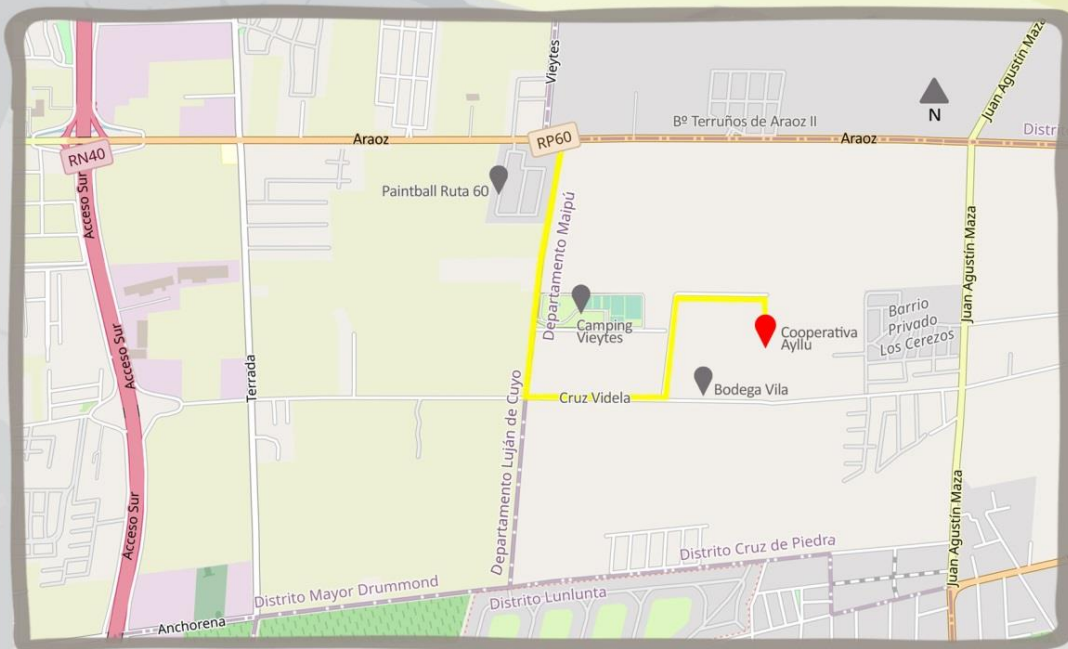 Juan Agustín Maza
Vieytes
N
Bº Terruños de Araoz II
Araoz
RP60
Araoz
Distrito
RN40
Paintball Ruta 60
Acceso Sur
Departamento Maipú
Juan Agustín Maza
Camping
Vieytes
Cooperativa
Ayllu
Barrio
Privado
Los Cerezos
Acceso Sur
Terrada
Bodega Vila
Cruz Videla
Departamento Luján de Cuyo
Acceso Sur
Juan Agustín Maza
Distrito Cruz de Piedra
Distrito Mayor Drummond
Distrito Lunlunta
Anchorena